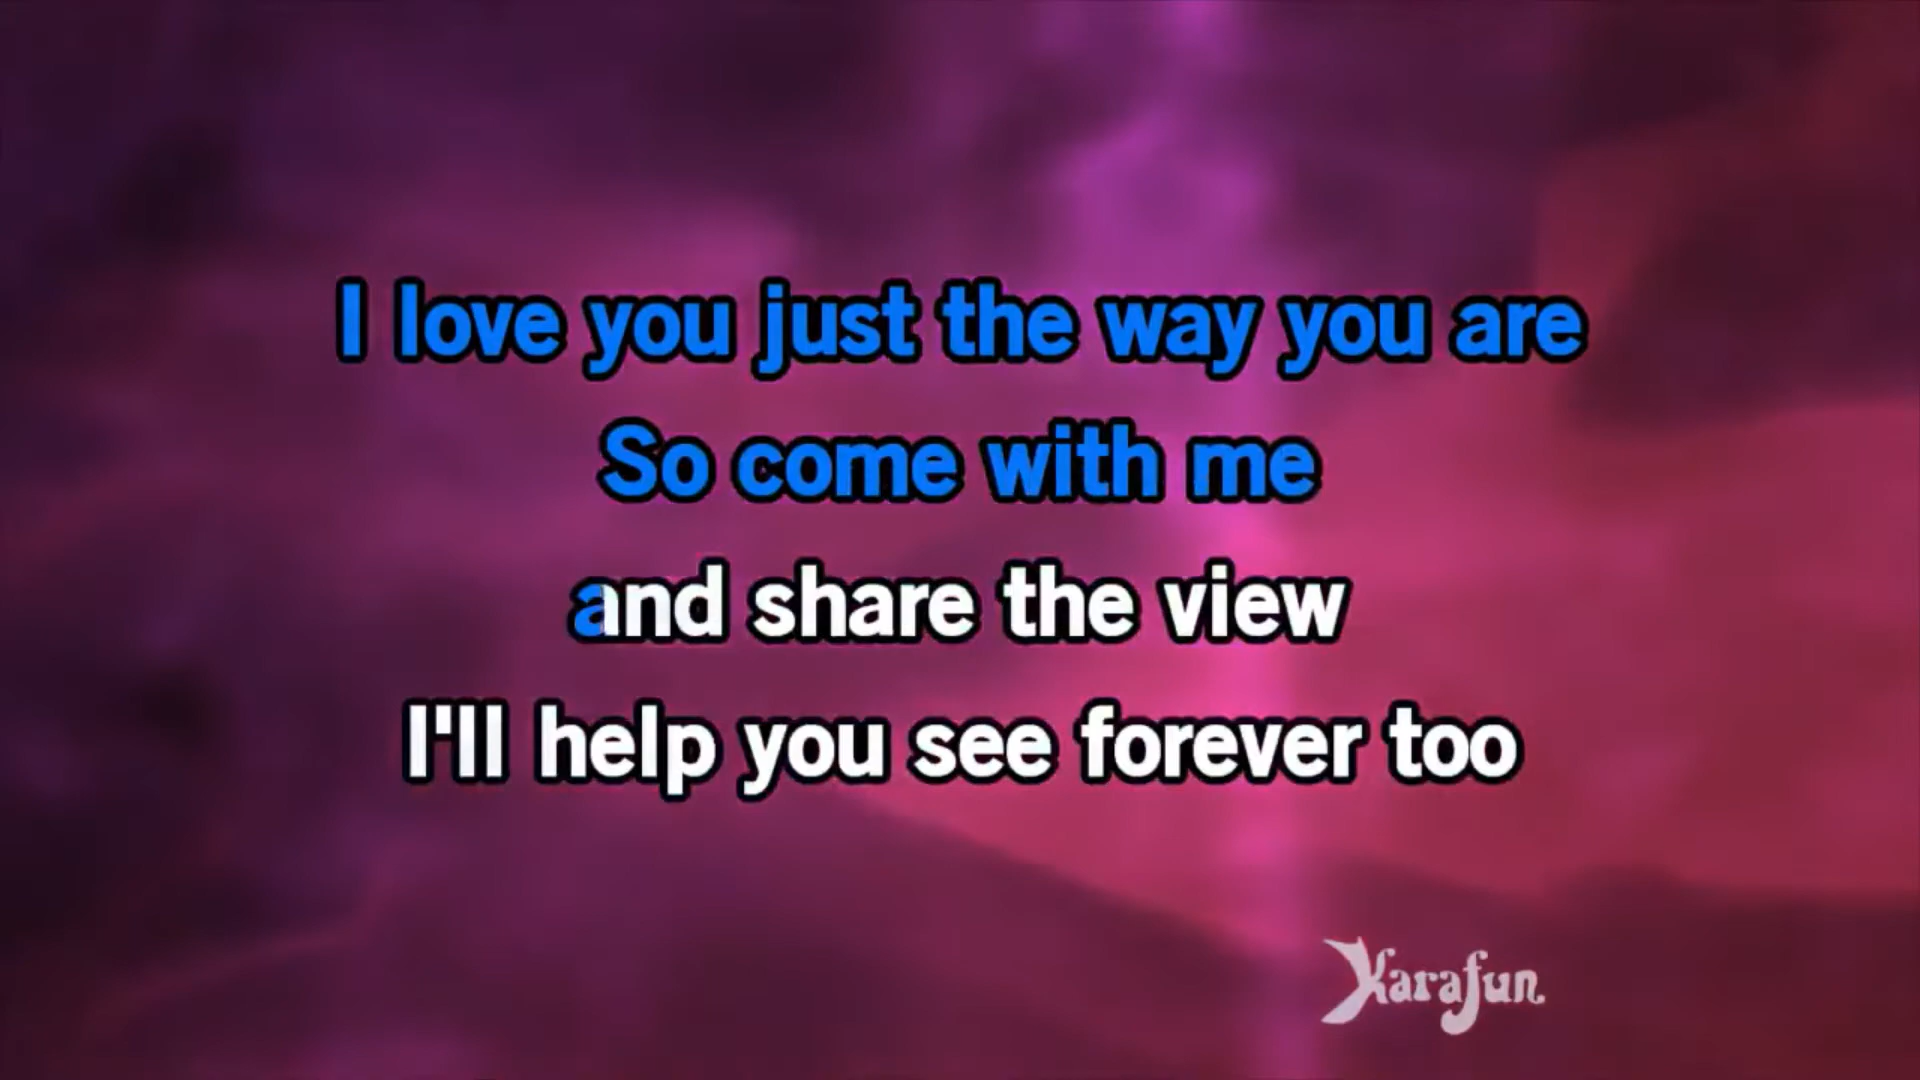 I love you just the way you are
So come with me
and share the view
I'll help you see forever too
Karafun